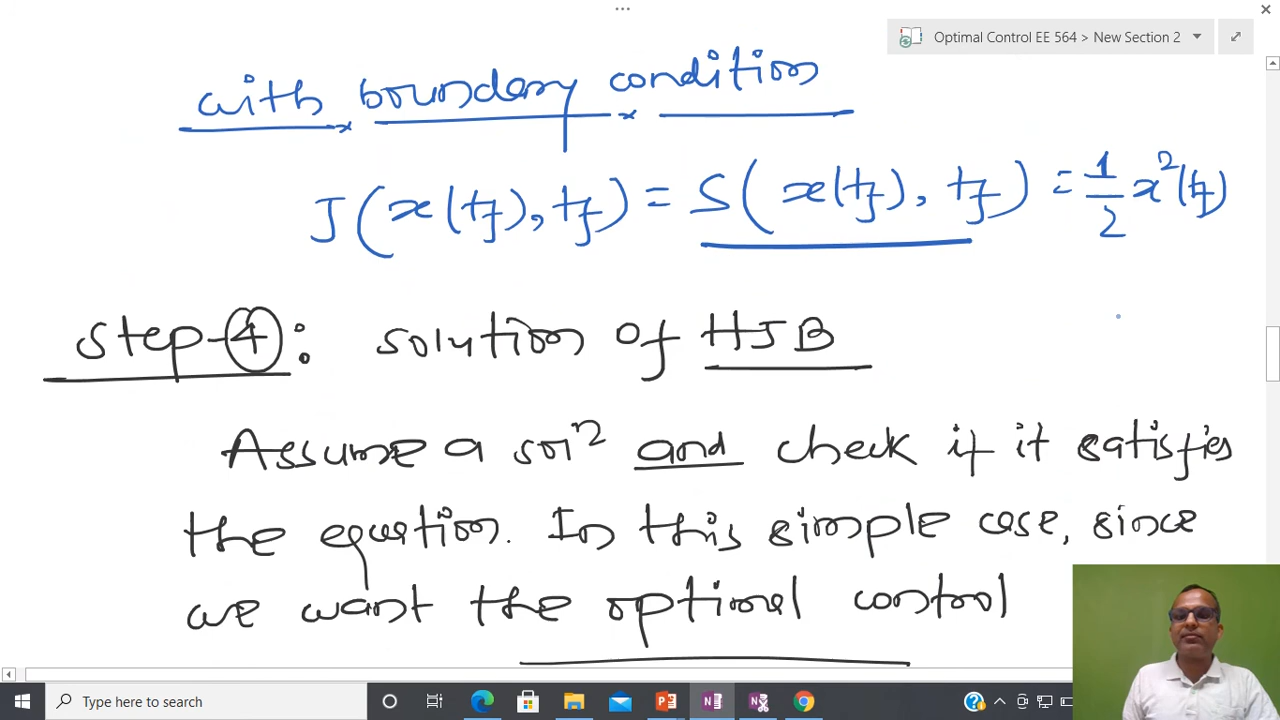 Optimal Control EE 564 > New Section 2
with boundary condition
J(x(tf), tf) = S(x(tf), tf) = 1/2 x²(tf)
Step-4: solution of HJB
Assume a solⁿ and check if it satisfies
the equation. In this simple case, since
we want the optimal control
Type here to search